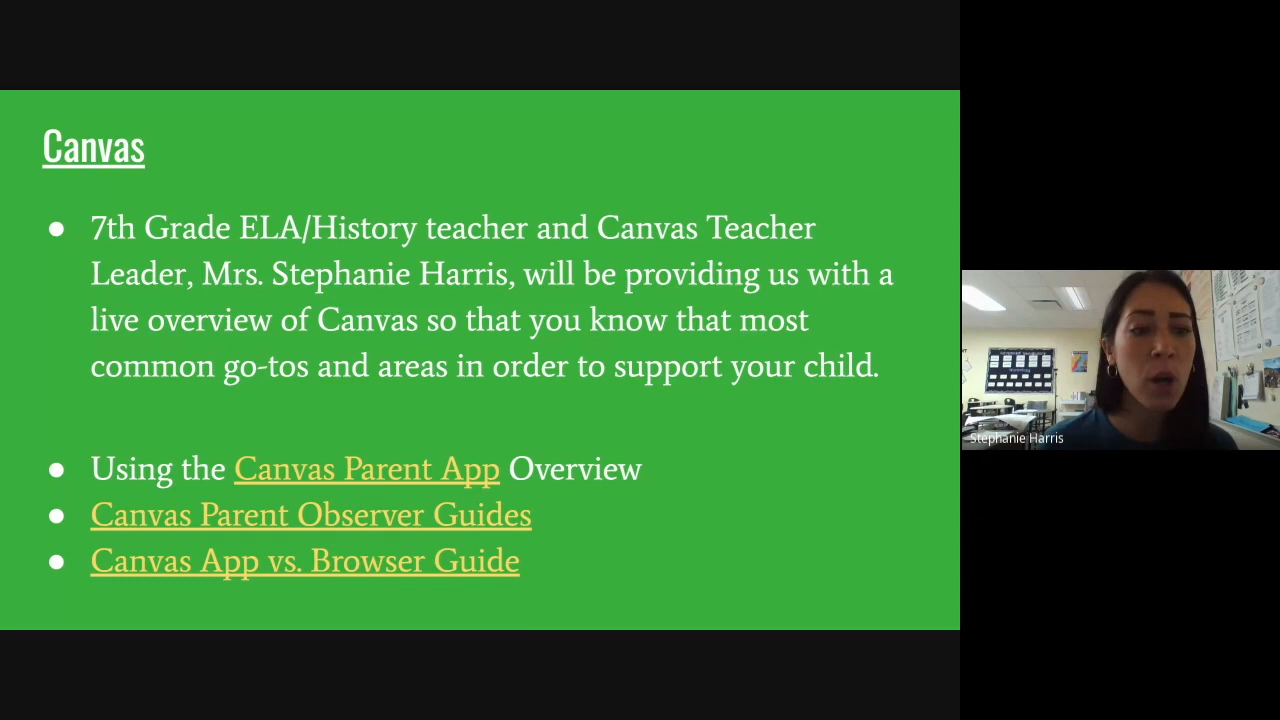 Canvas
● 7th Grade ELA/History teacher and Canvas Teacher
Leader, Mrs. Stephanie Harris, will be providing us with a
live overview of Canvas so that you know that most
common go-tos and areas in order to support your child.
● Using the Canvas Parent App Overview
● Canvas Parent Observer Guides
● Canvas App vs. Browser Guide
Stephanie Harris